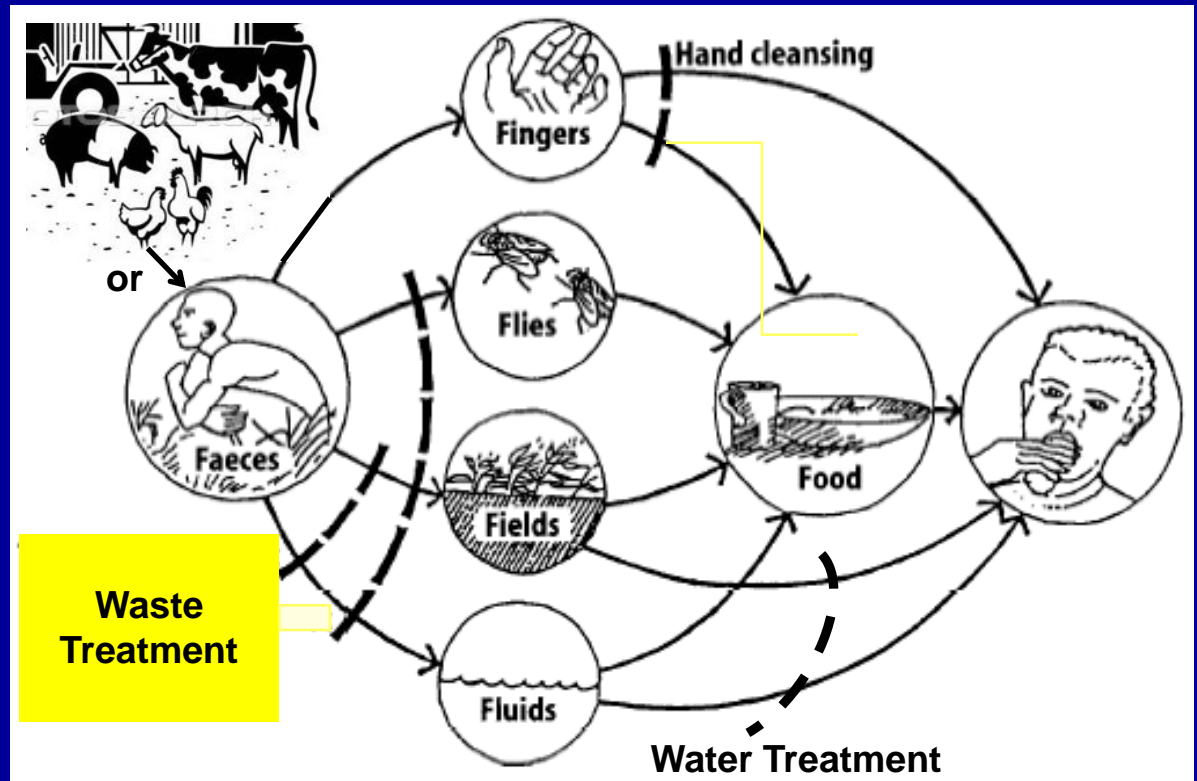 Hand cleansing
Fingers
or
Flies
Faeces
Food
Fields
Waste
Treatment
Fluids
Water Treatment